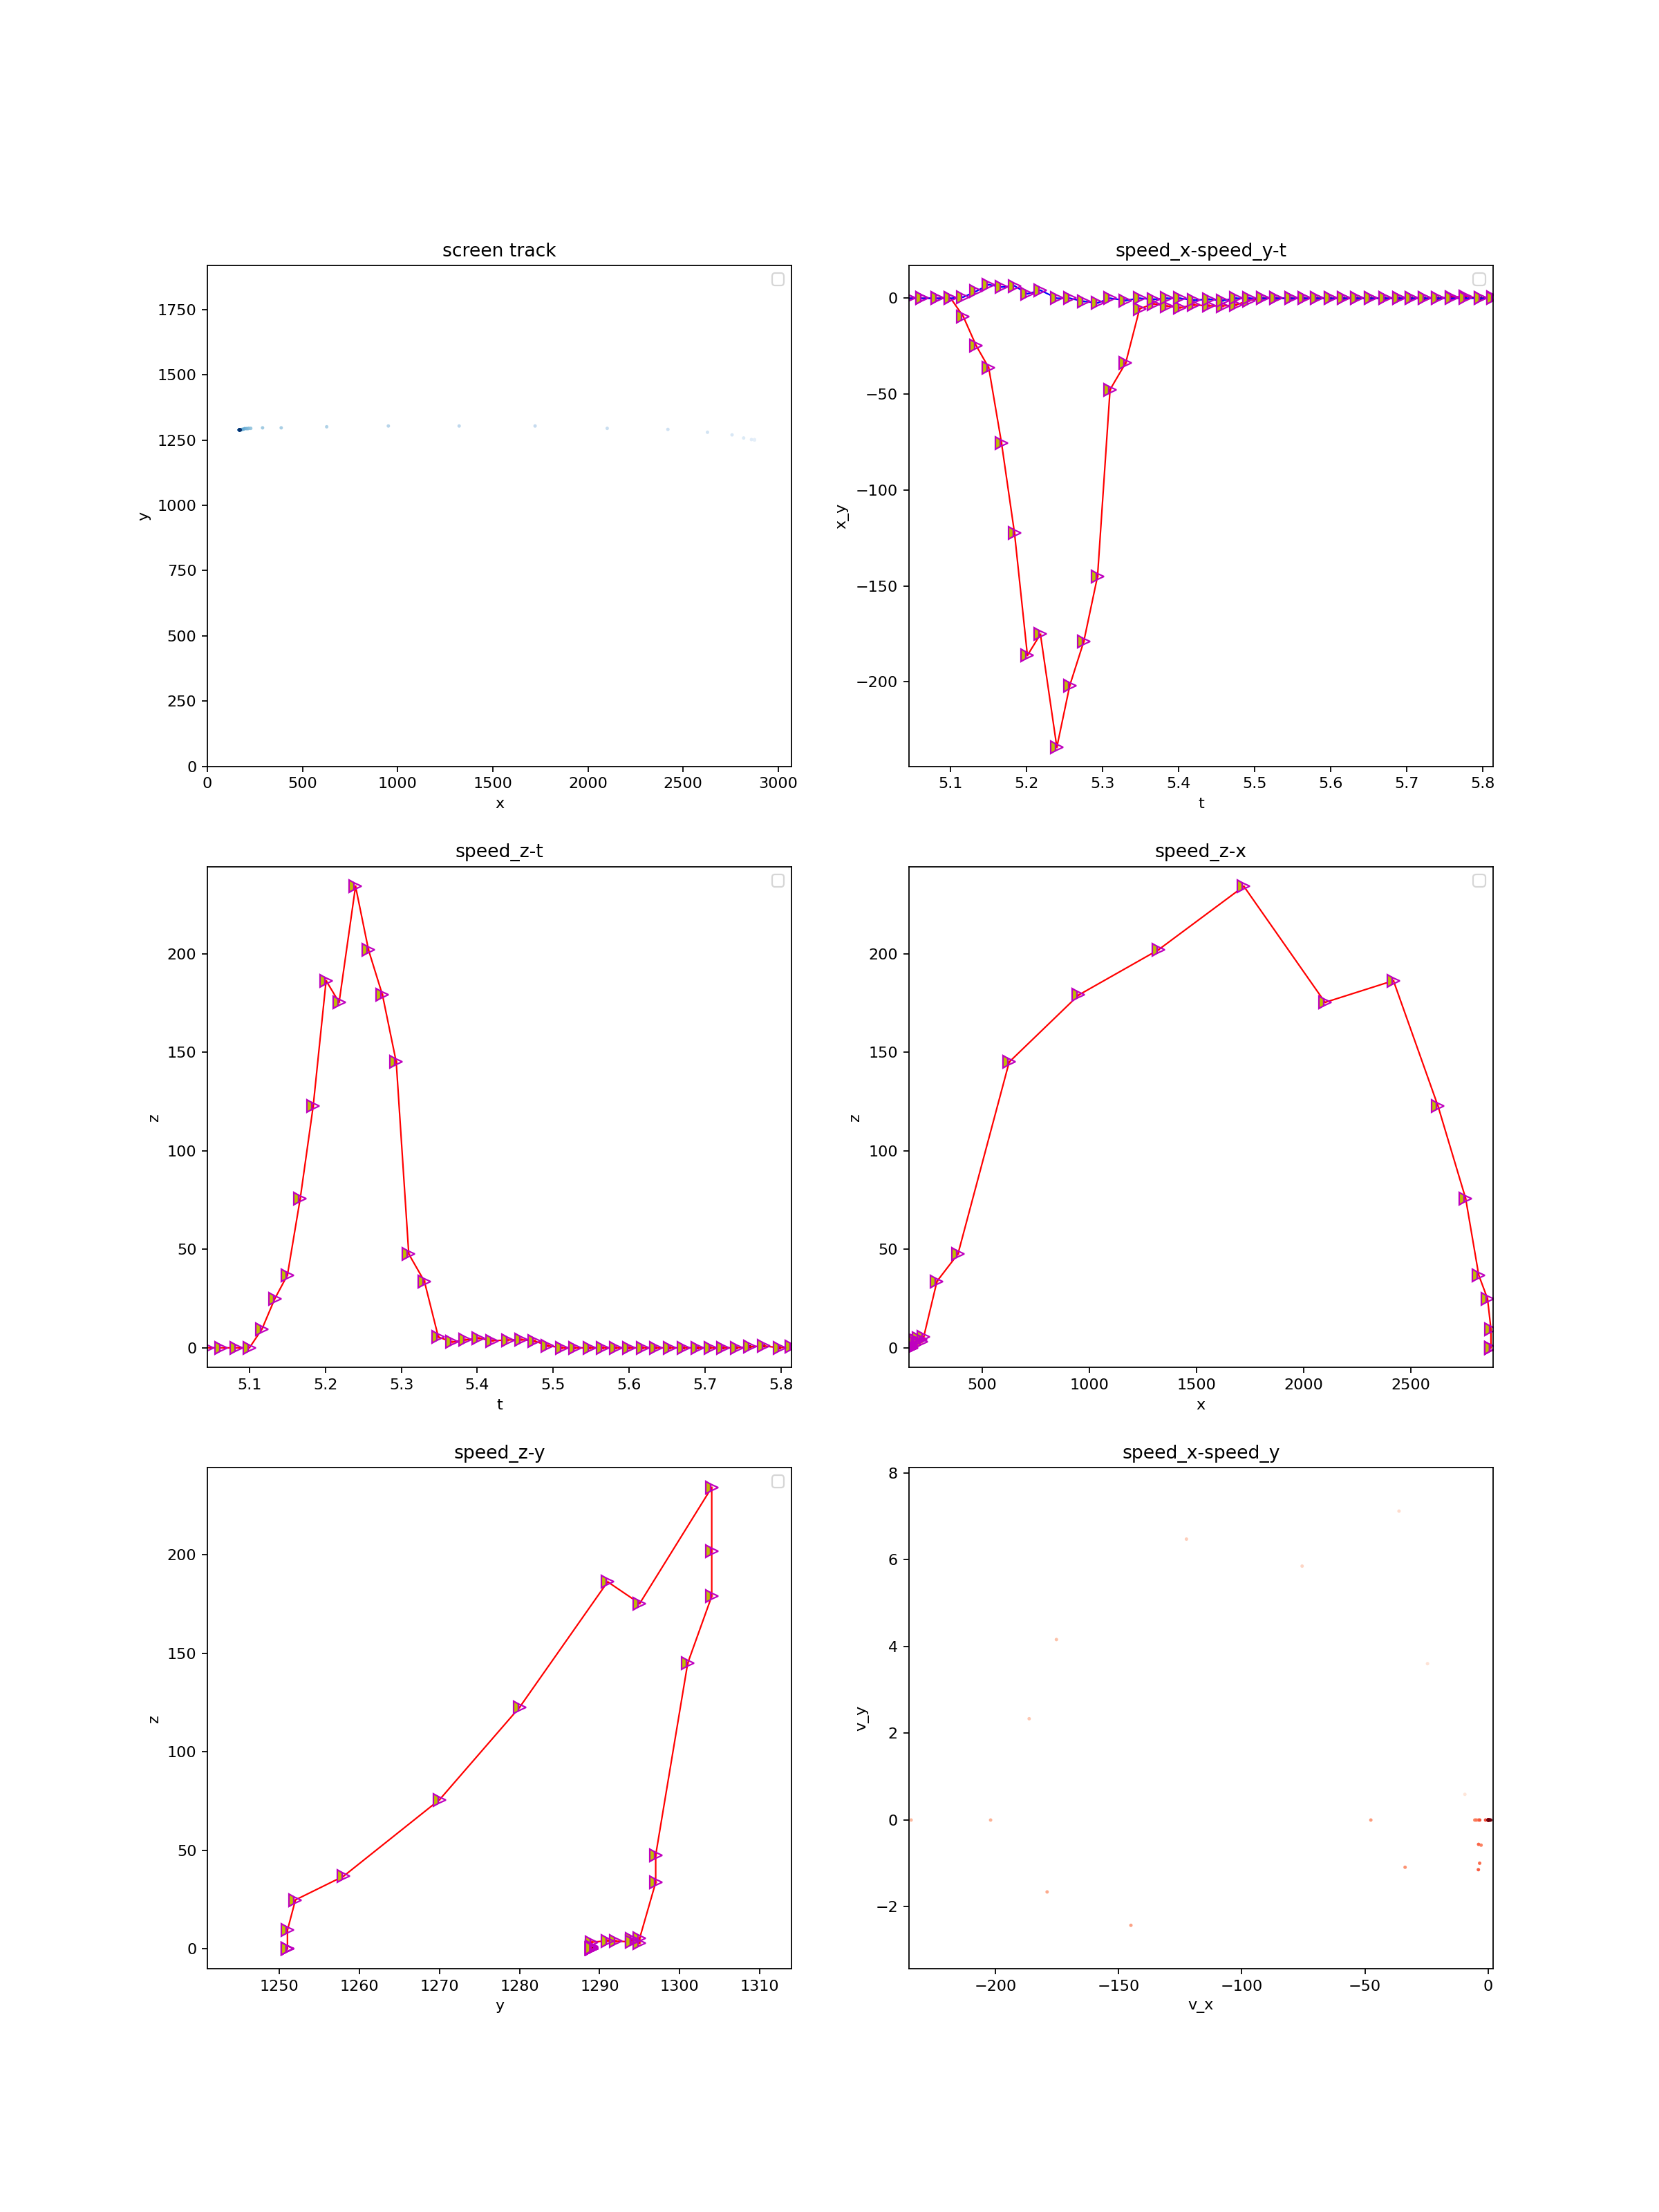 screen track
y
1750
1500
1250
1000
750
500
250
0
0 500 1000 1500 2000 2500 3000
x
speed_x-speed_y-t
x_y
0
−50
−100
−150
−200
5.1 5.2 5.3 5.4 5.5 5.6 5.7 5.8
t
speed_z-t
z
200
150
100
50
0
5.1 5.2 5.3 5.4 5.5 5.6 5.7 5.8
t
speed_z-x
z
200
150
100
50
0
500 1000 1500 2000 2500
x
speed_z-y
z
200
150
100
50
0
1250 1260 1270 1280 1290 1300 1310
y
speed_x-speed_y
v_y
8
6
4
2
0
−2
−200 −150 −100 −50 0
v_x